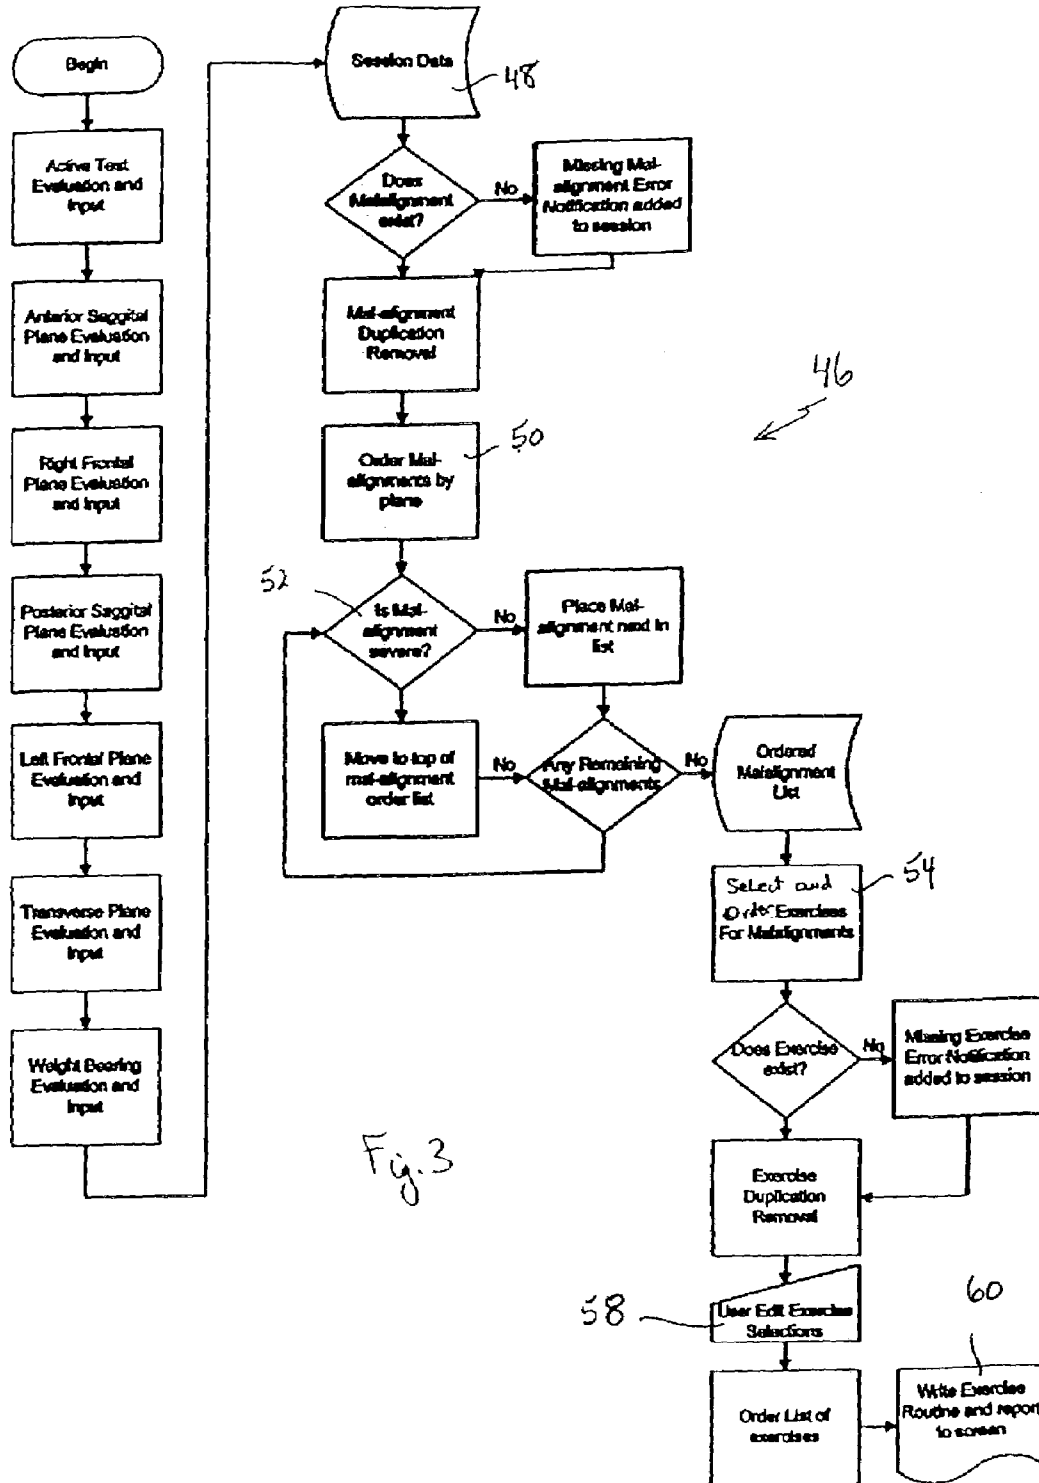 Begin
Active Test
Evaluation and
Input
Anterior Saggital
Plane Evaluation
and Input
Right Frontal
Plane Evaluation
and Input
Posterior Saggital
Plane Evaluation
and Input
Left Frontal Plane
Evaluation and
Input
Transverse Plane
Evaluation and
Input
Weight Bearing
Evaluation and
Input
Session Data
48
Does
Malalignment
exist?
No
Missing Mal-
alignment Error
Notification added
to session
Mal-alignment
Duplication
Removal
46
Order Mal-
alignments by
plane
50
52
Is Mal-
alignment
severe?
No
Place Mal-
alignment next in
list
Move to top of
mal-alignment
order list
No
Any Remaining
Mal-alignments
No
Ordered
Malalignment
List
Select and
Order Exercises
For Malalignments
54
Does Exercise
exist?
No
Missing Exercise
Error Notification
added to session
Exercise
Duplication
Removal
58
User Edit Exercise
Selections
Order List of
exercises
60
Write Exercise
Routine and report
to screen
Fig. 3